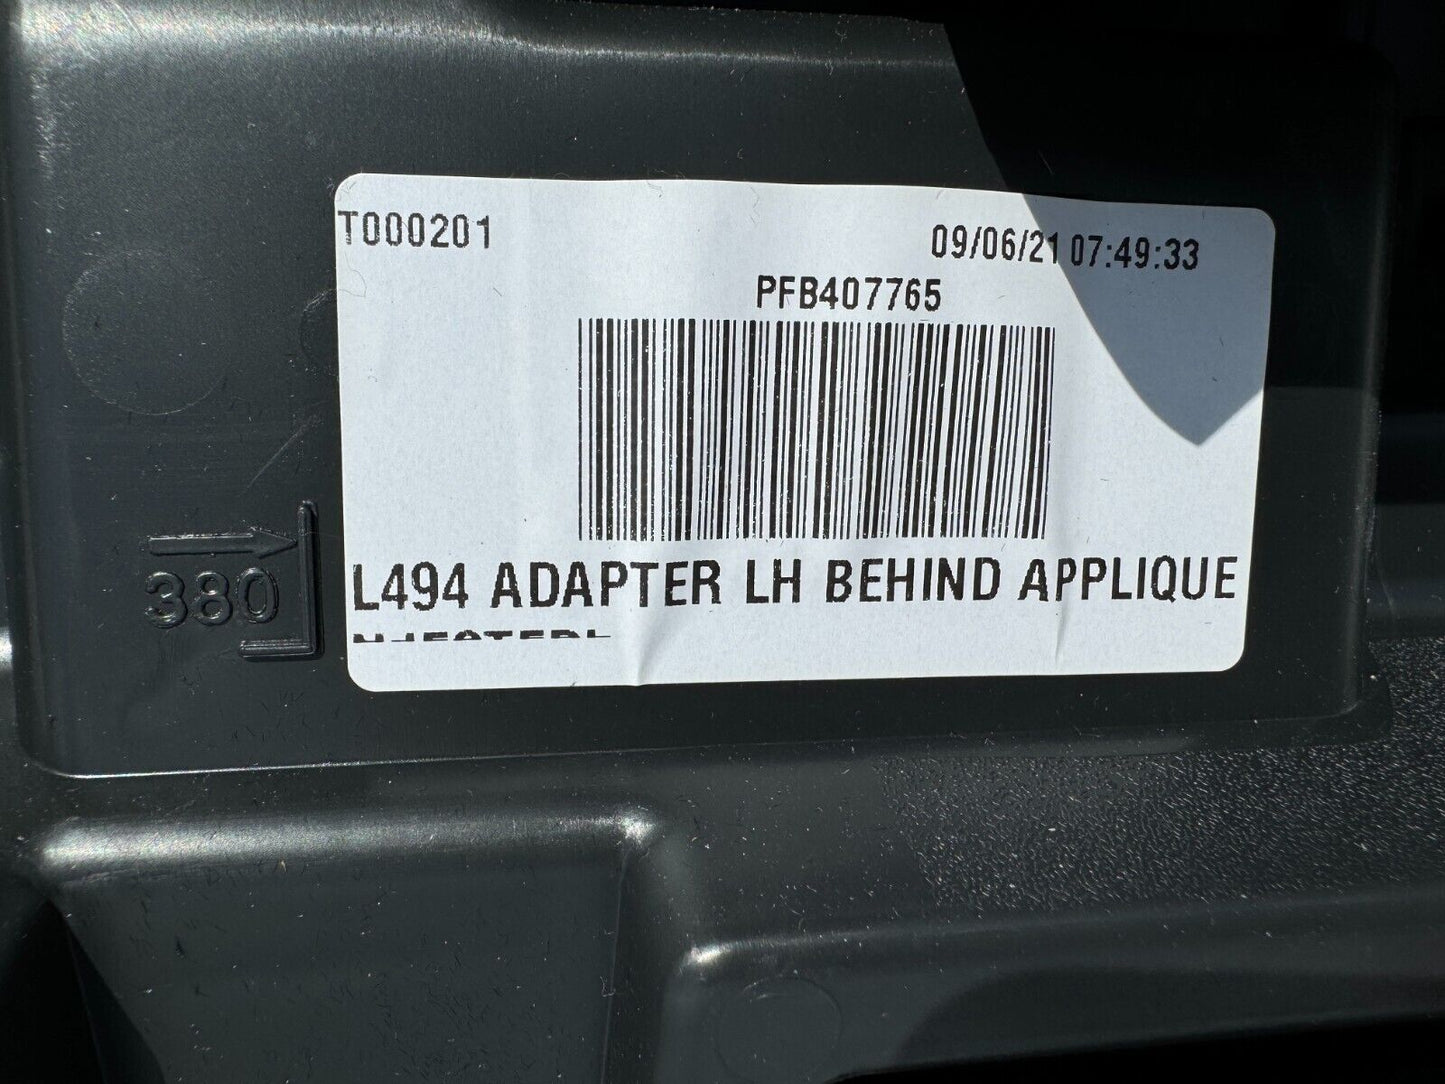 T000201
09/06/21 07:49:33
PFB407765
L494 ADAPTER LH BEHIND APPLIQUE
380